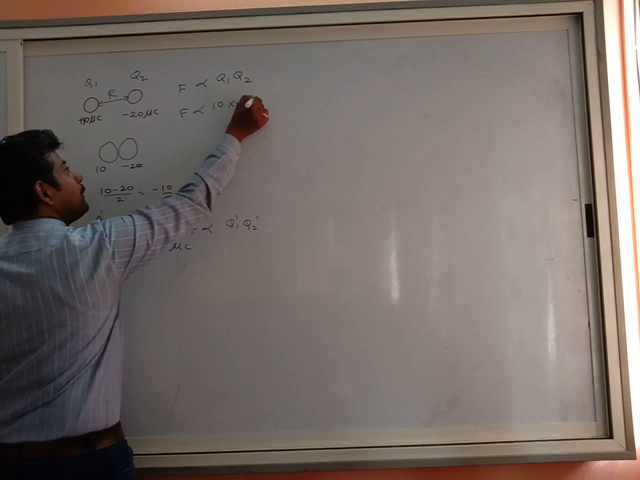 Q1 Q2
R
+10μC -20μC
F ∝ Q1 Q2
F ∝ 10 ×
10 -20
10-20/2 = -10
∝ Q1' Q2'
μC